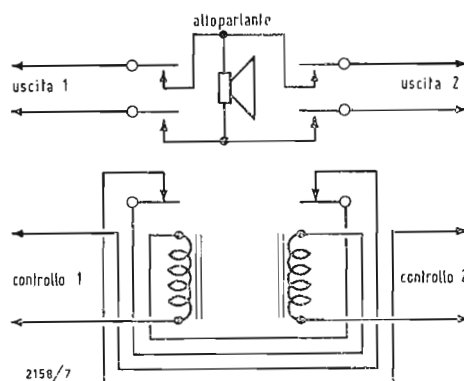 altoparlante
uscita 1
uscita 2
controllo 1
controllo 2
2158/7